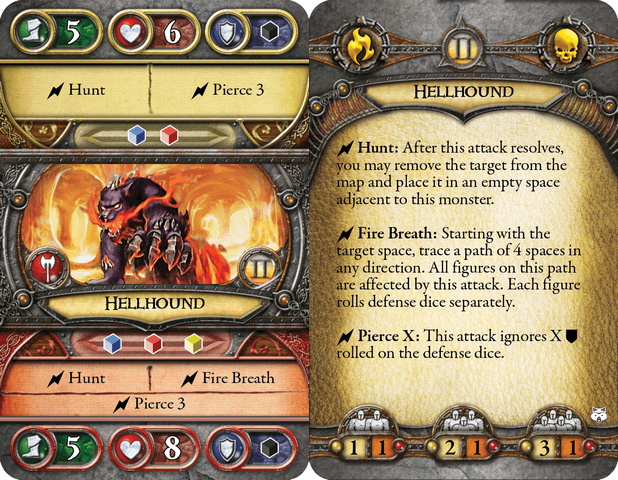 5 6
Hunt Pierce 3
HELLHOUND
II
Hunt Fire Breath
Pierce 3
5 8
II
HELLHOUND
Hunt: After this attack resolves,
you may remove the target from the
map and place it in an empty space
adjacent to this monster.
Fire Breath: Starting with the
target space, trace a path of 4 spaces in
any direction. All figures on this path
are affected by this attack. Each figure
rolls defense dice separately.
Pierce X: This attack ignores X
rolled on the defense dice.
1 1 2 1 3 1